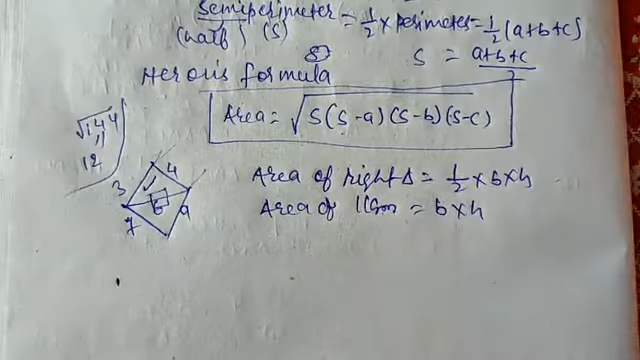 Semiperimeter = 1/2 × perimeter = 1/2 (a+b+c)
(half) (S)
S = a+b+c / 2
Heron's formula
Area = √S(S-a)(S-b)(S-c)
√144
12
3
4
7
9
Area of right Δ = 1/2 × b × h
Area of ||gm = b × h